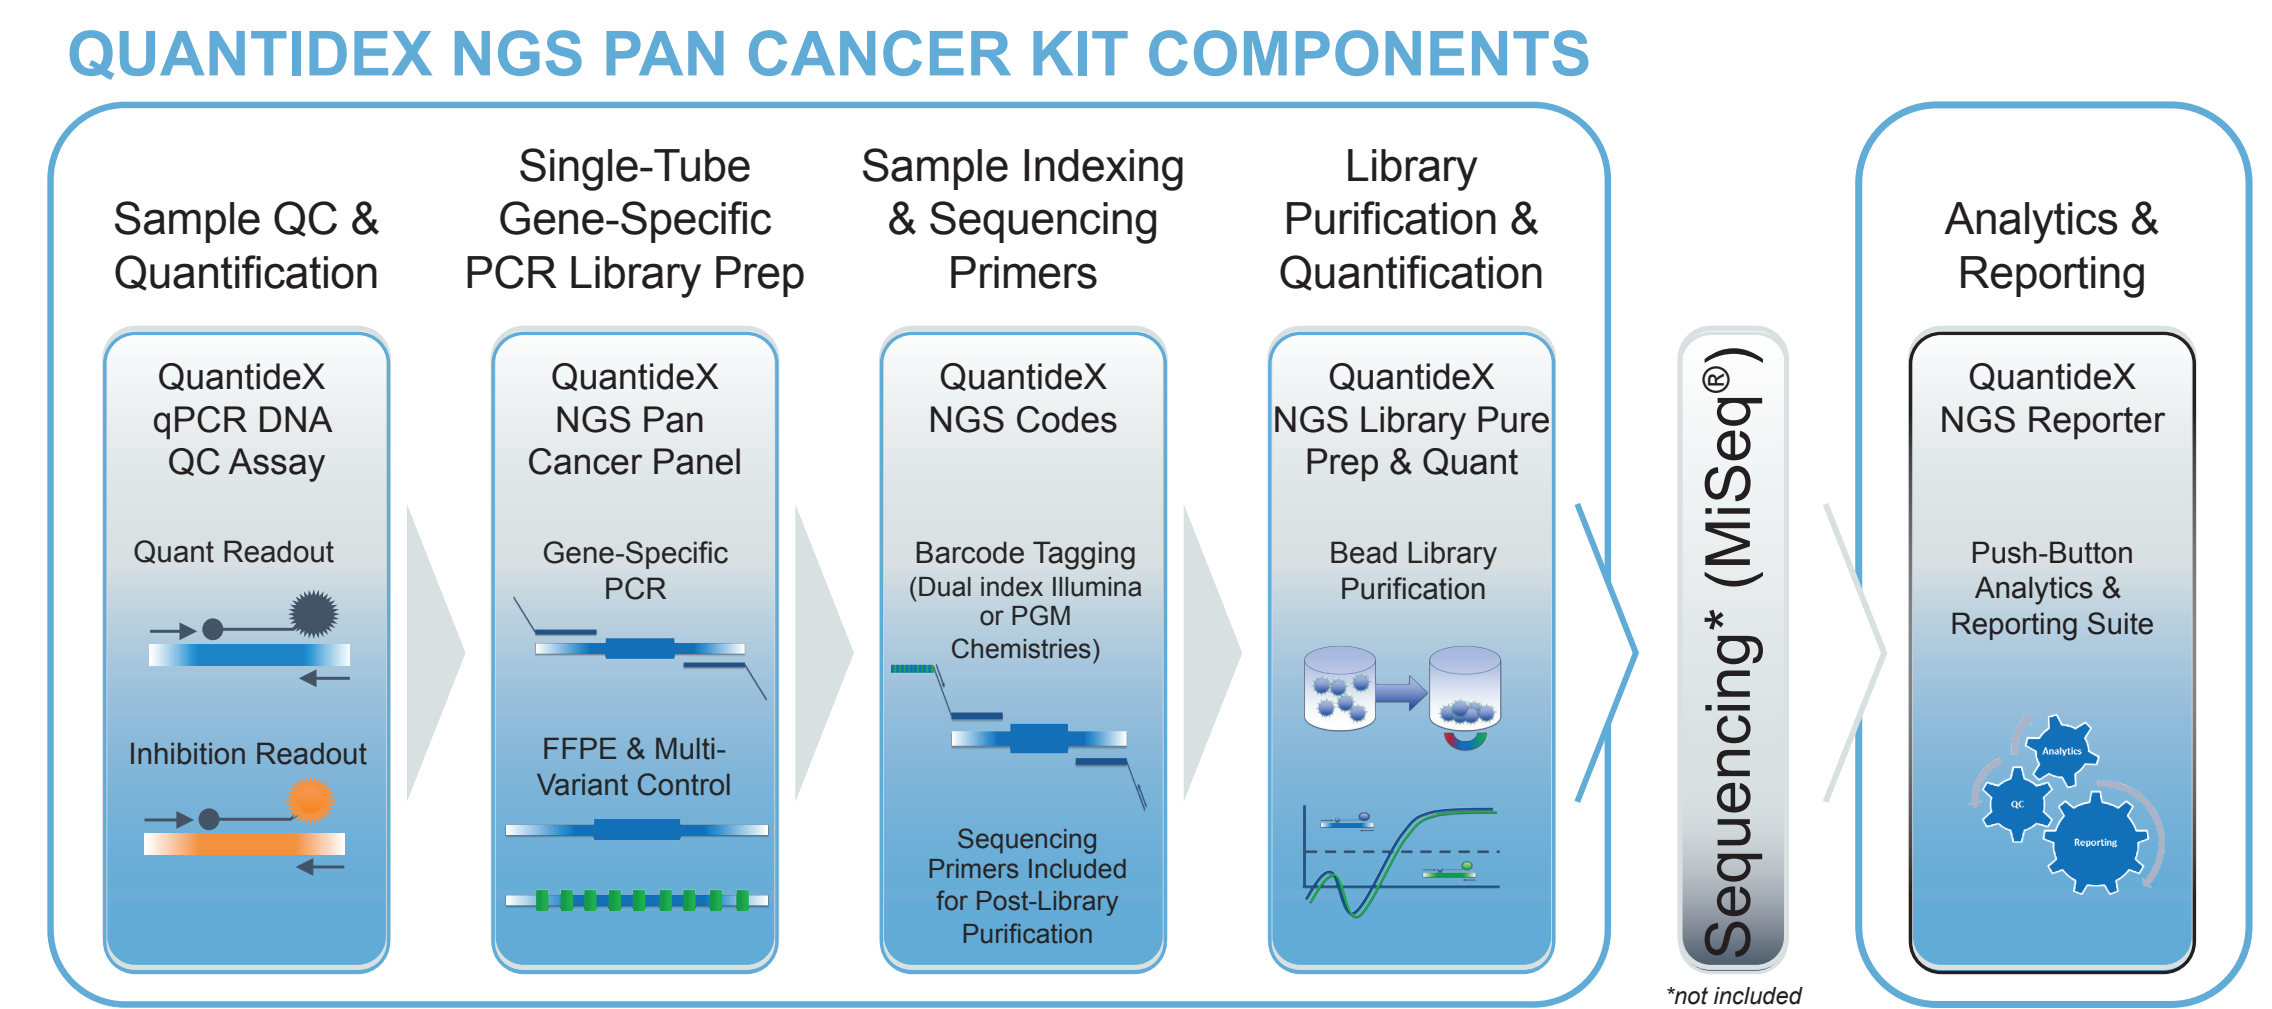 QUANTIDEX NGS PAN CANCER KIT COMPONENTS
Sample QC &
Quantification
QuantideX
qPCR DNA
QC Assay
Quant Readout
Inhibition Readout
Single-Tube
Gene-Specific
PCR Library Prep
QuantideX
NGS Pan
Cancer Panel
Gene-Specific
PCR
FFPE & Multi-
Variant Control
Sample Indexing
& Sequencing
Primers
QuantideX
NGS Codes
Barcode Tagging
(Dual index Illumina
or PGM
Chemistries)
Sequencing
Primers Included
for Post-Library
Purification
Library
Purification &
Quantification
QuantideX
NGS Library Pure
Prep & Quant
Bead Library
Purification
Sequencing* (MiSeq®)
*not included
Analytics &
Reporting
QuantideX
NGS Reporter
Push-Button
Analytics &
Reporting Suite
Analytics
QC
Reporting